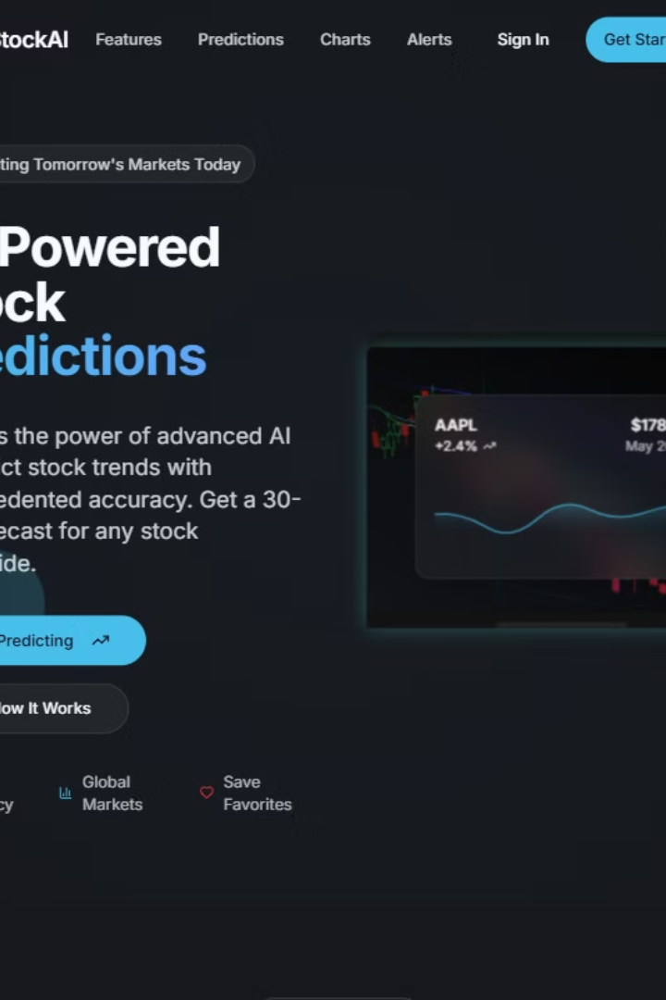 StockAI Features Predictions Charts Alerts Sign In Get Star
ting Tomorrow's Markets Today
Powered
ock
edictions
s the power of advanced AI
ct stock trends with
edented accuracy. Get a 30-
ecast for any stock
ide.
AAPL $178
+2.4% May 2
Predicting
How It Works
cy
Global
Markets
Save
Favorites